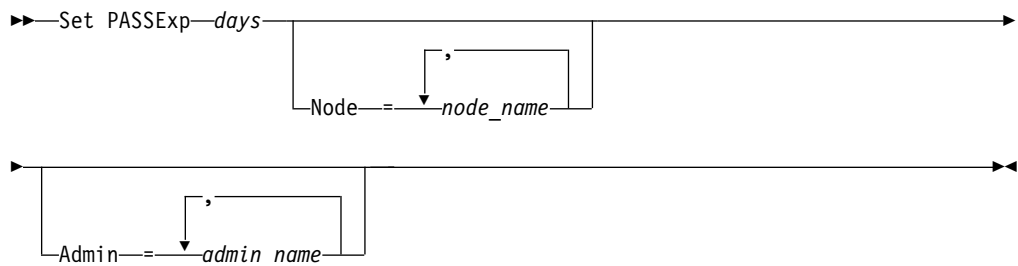 Set PASSExp days
,
Node = node_name
,
Admin = admin_name